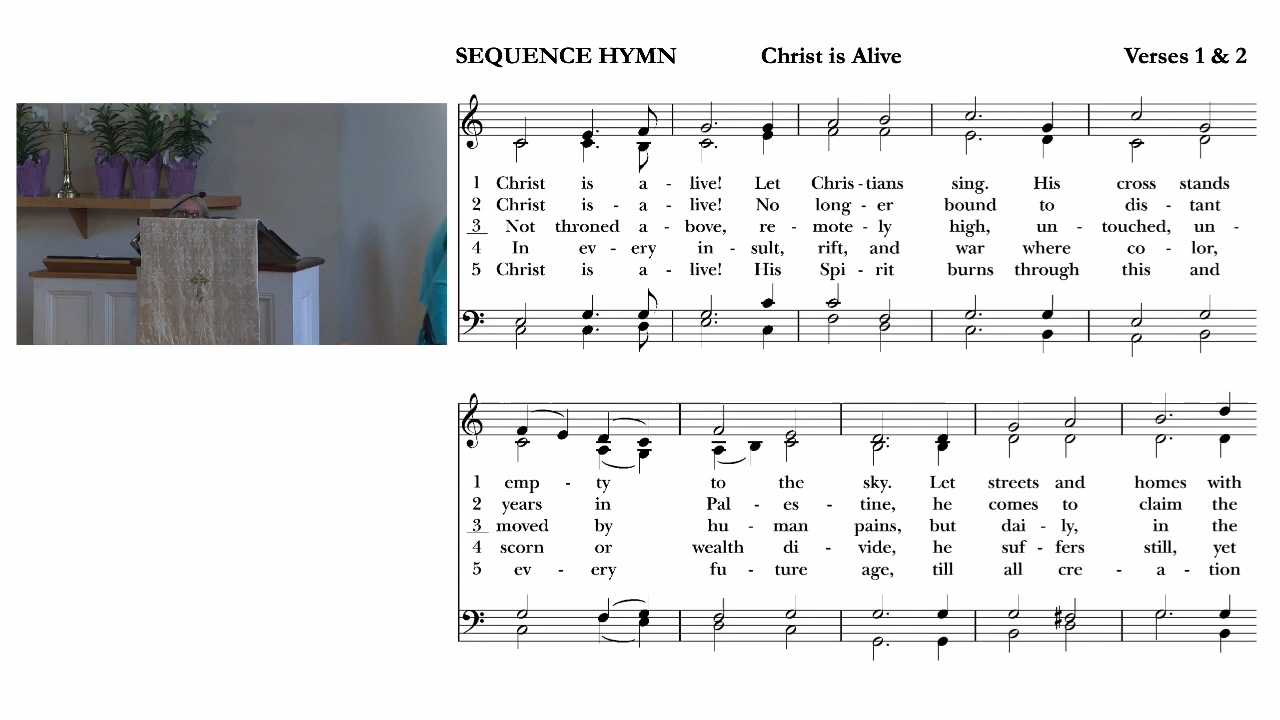 SEQUENCE HYMN Christ is Alive Verses 1 & 2
1 Christ is a - live! Let Chris - tians sing. His cross stands
2 Christ is - a - live! No long - er bound to dis - tant
3 Not throned a - bove, re - mote - ly high, un - touched, un -
4 In ev - ery in - sult, rift, and war where co - lor,
5 Christ is a - live! His Spi - rit burns through this and
1 emp - ty to the sky. Let streets and homes with
2 years in Pal - es - tine, he comes to claim the
3 moved by hu - man pains, but dai - ly, in the
4 scorn or wealth di - vide, he suf - fers still, yet
5 ev - ery fu - ture age, till all cre - a - tion